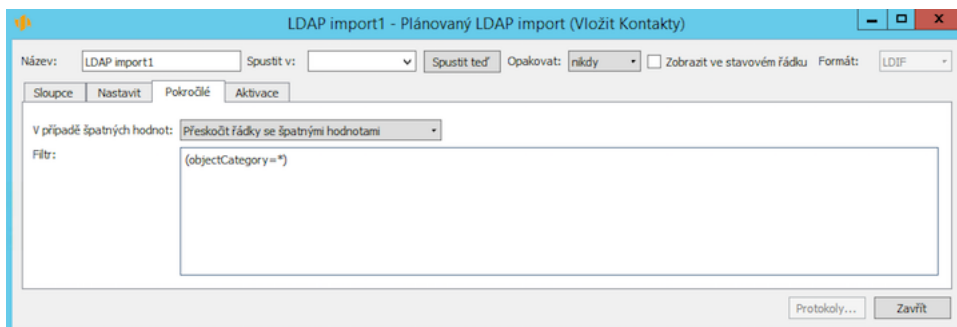 LDAP import1 - Plánovaný LDAP import (Vložit Kontakty)
Název: LDAP import1 Spustit v: Spustit teď Opakovat: nikdy Zobrazit ve stavovém řádku Formát: LDIF
Sloupce Nastavit Pokročilé Aktivace
V případě špatných hodnot: Přeskočit řádky se špatnými hodnotami
Filtr: (objectCategory=*)
Protokoly... Zavřít